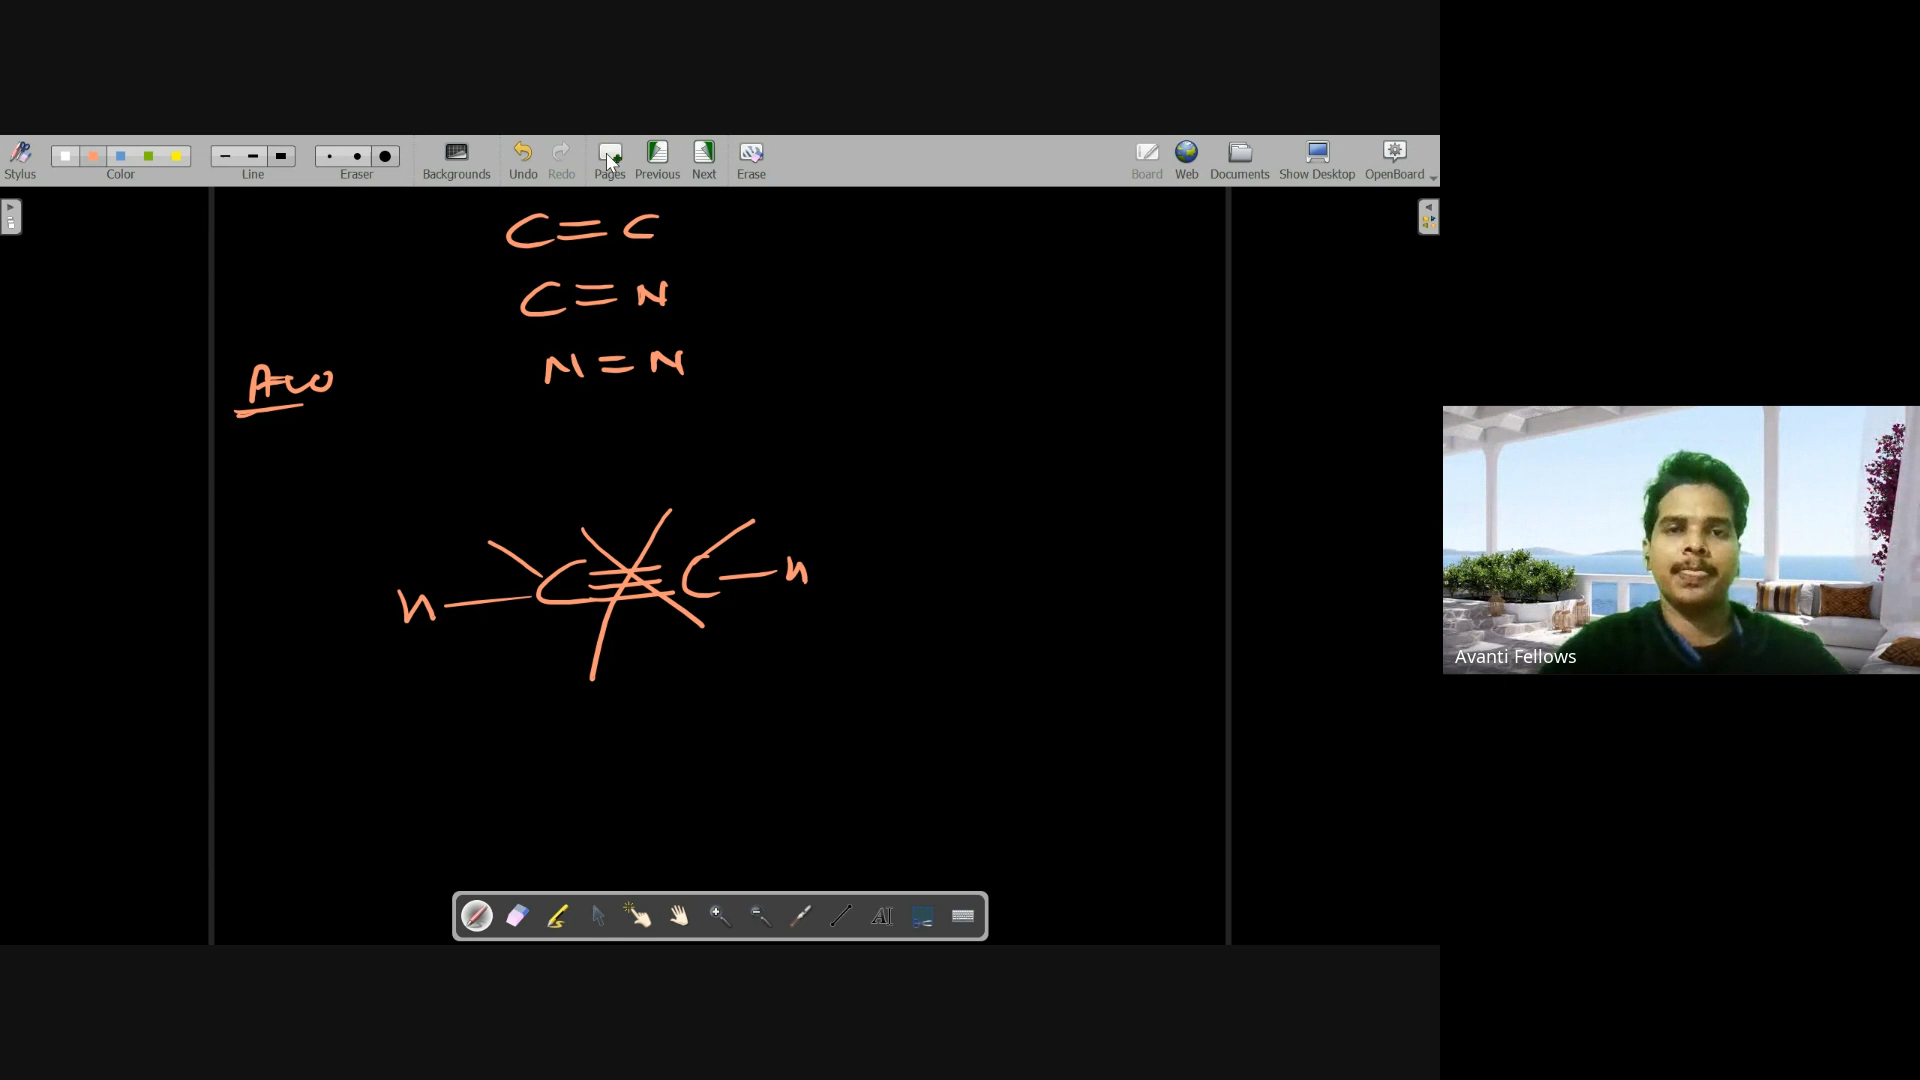 Stylus Color Line Eraser Backgrounds Undo Redo Pages Previous Next Erase Board Web Documents Show Desktop OpenBoard
C=C
C=N
N=N
H-C≡C-H
Avanti Fellows